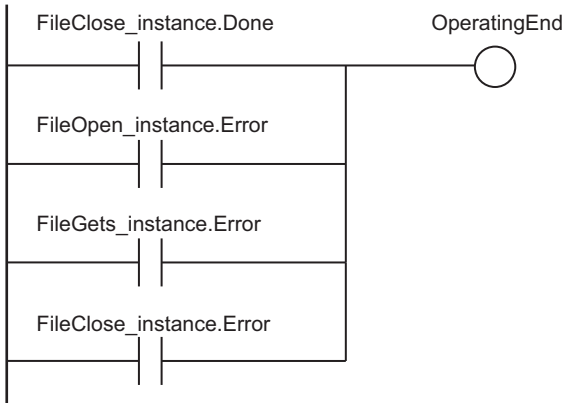 FileClose_instance.Done OperatingEnd
FileOpen_instance.Error
FileGets_instance.Error
FileClose_instance.Error